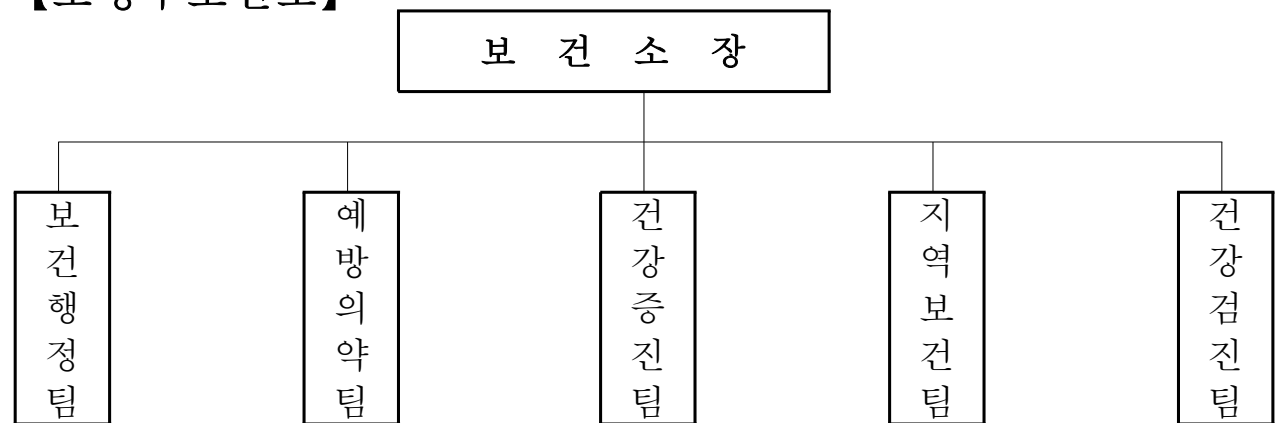 보 건 소 장
보건행정팀
예방의약팀
건강증진팀
지역보건팀
건강검진팀